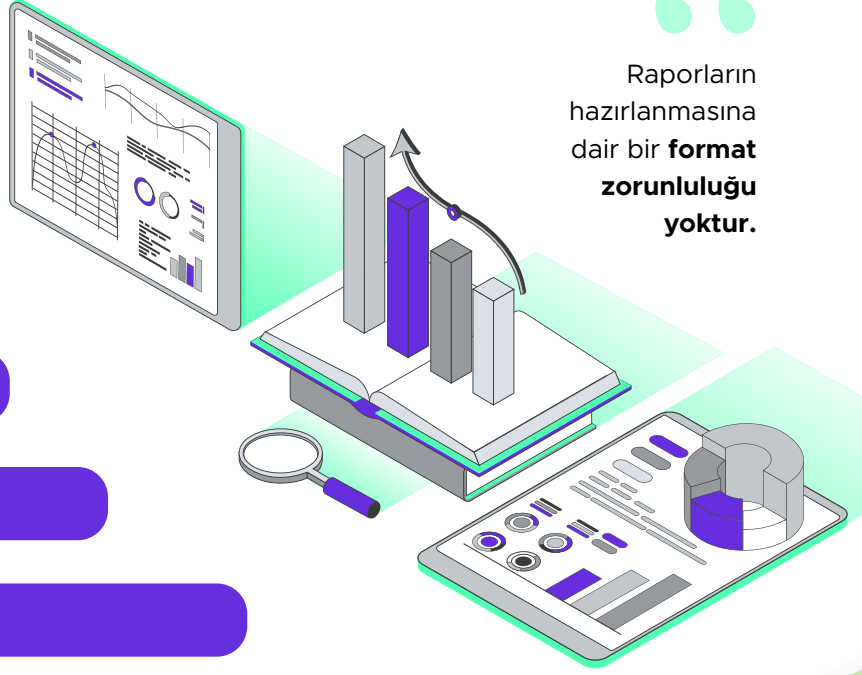 Raporların
hazırlanmasına
dair bir format
zorunluluğu
yoktur.